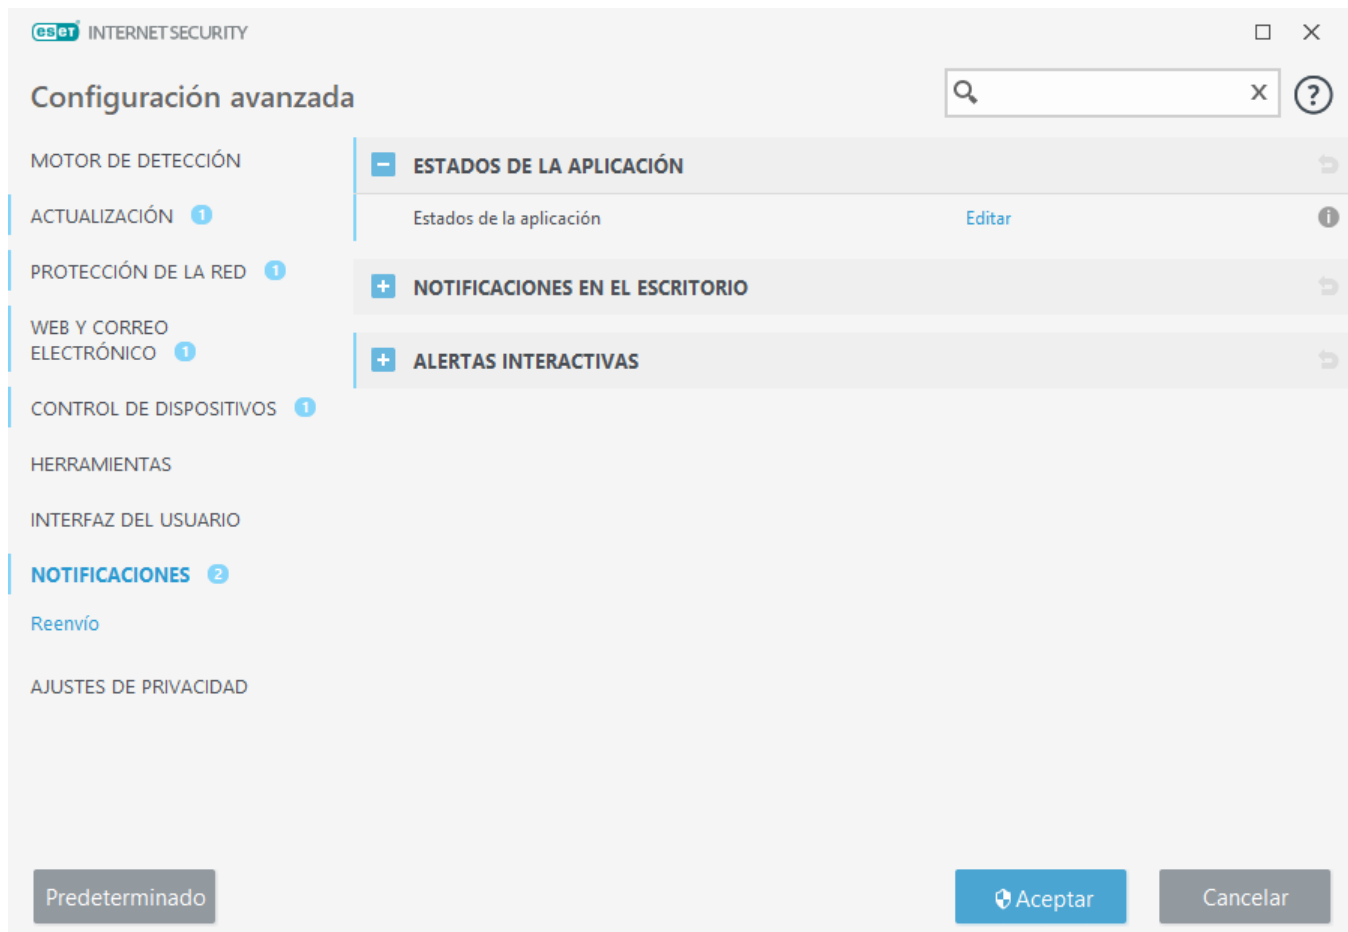 eset INTERNET SECURITY
Configuración avanzada
x
?
MOTOR DE DETECCIÓN
ACTUALIZACIÓN 1
PROTECCIÓN DE LA RED 1
WEB Y CORREO
ELECTRÓNICO 1
CONTROL DE DISPOSITIVOS 1
HERRAMIENTAS
INTERFAZ DEL USUARIO
NOTIFICACIONES 2
Reenvío
AJUSTES DE PRIVACIDAD
ESTADOS DE LA APLICACIÓN
Estados de la aplicación Editar i
NOTIFICACIONES EN EL ESCRITORIO
ALERTAS INTERACTIVAS
Predeterminado
Aceptar
Cancelar